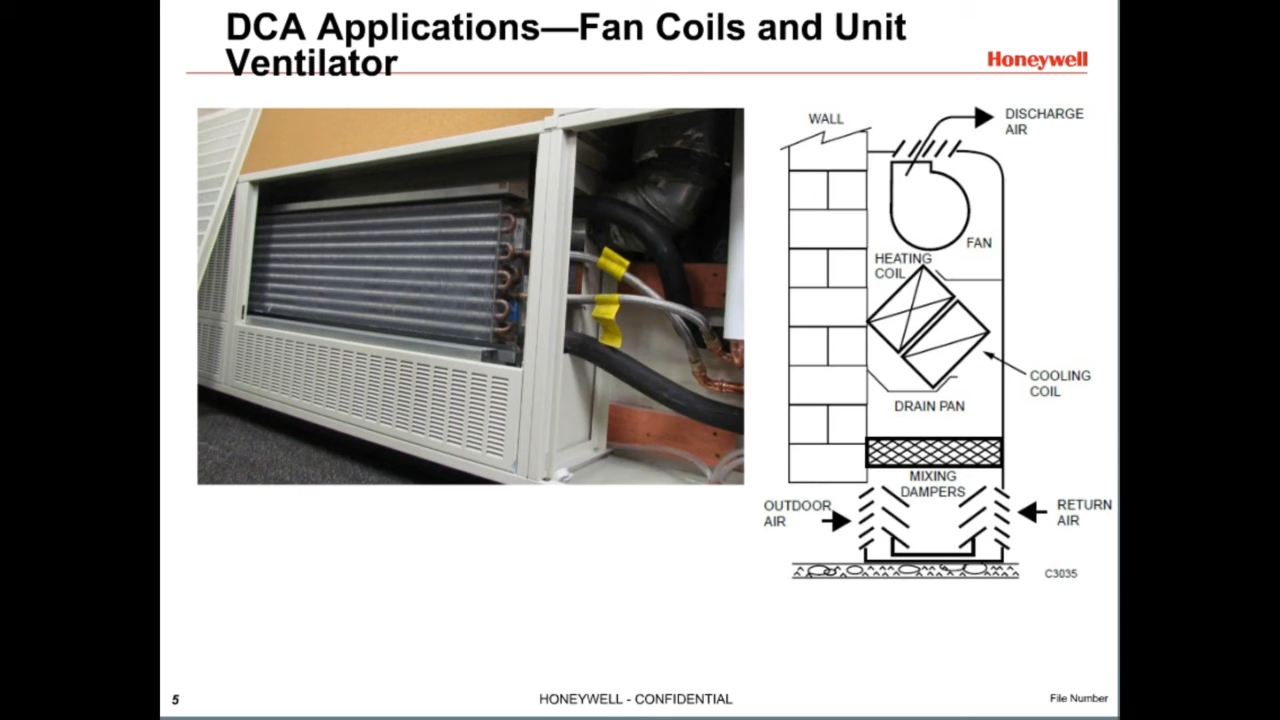 DCA Applications—Fan Coils and Unit
Ventilator
Honeywell
WALL
DISCHARGE
AIR
FAN
HEATING
COIL
COOLING
COIL
DRAIN PAN
MIXING
DAMPERS
OUTDOOR
AIR
RETURN
AIR
C3035
5
HONEYWELL - CONFIDENTIAL
File Number